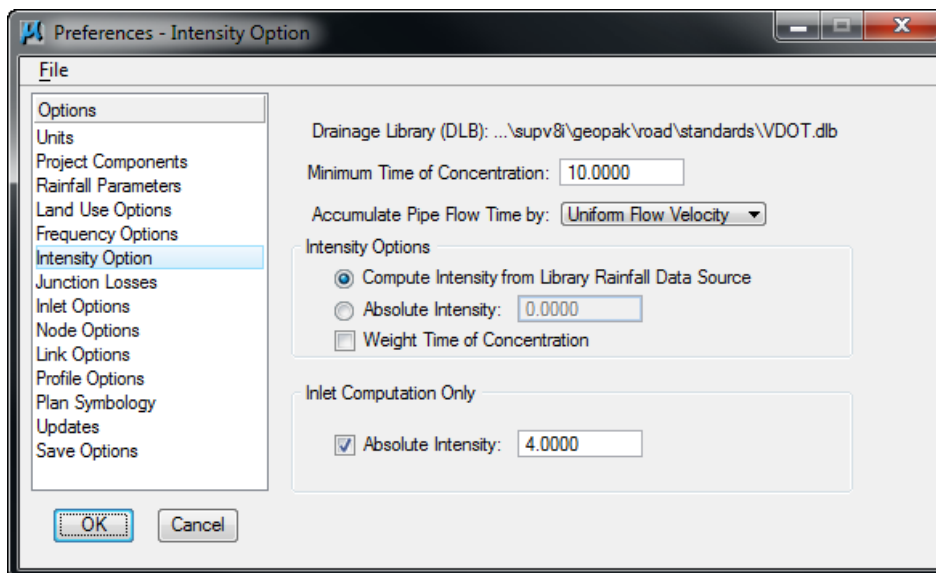 Preferences - Intensity Option
File
Options
Units
Project Components
Rainfall Parameters
Land Use Options
Frequency Options
Intensity Option
Junction Losses
Inlet Options
Node Options
Link Options
Profile Options
Plan Symbology
Updates
Save Options
OK Cancel
Drainage Library (DLB): ...\supv8i\geopak\road\standards\VDOT.dlb
Minimum Time of Concentration: 10.0000
Accumulate Pipe Flow Time by: Uniform Flow Velocity
Intensity Options
Compute Intensity from Library Rainfall Data Source
Absolute Intensity: 0.0000
Weight Time of Concentration
Inlet Computation Only
Absolute Intensity: 4.0000